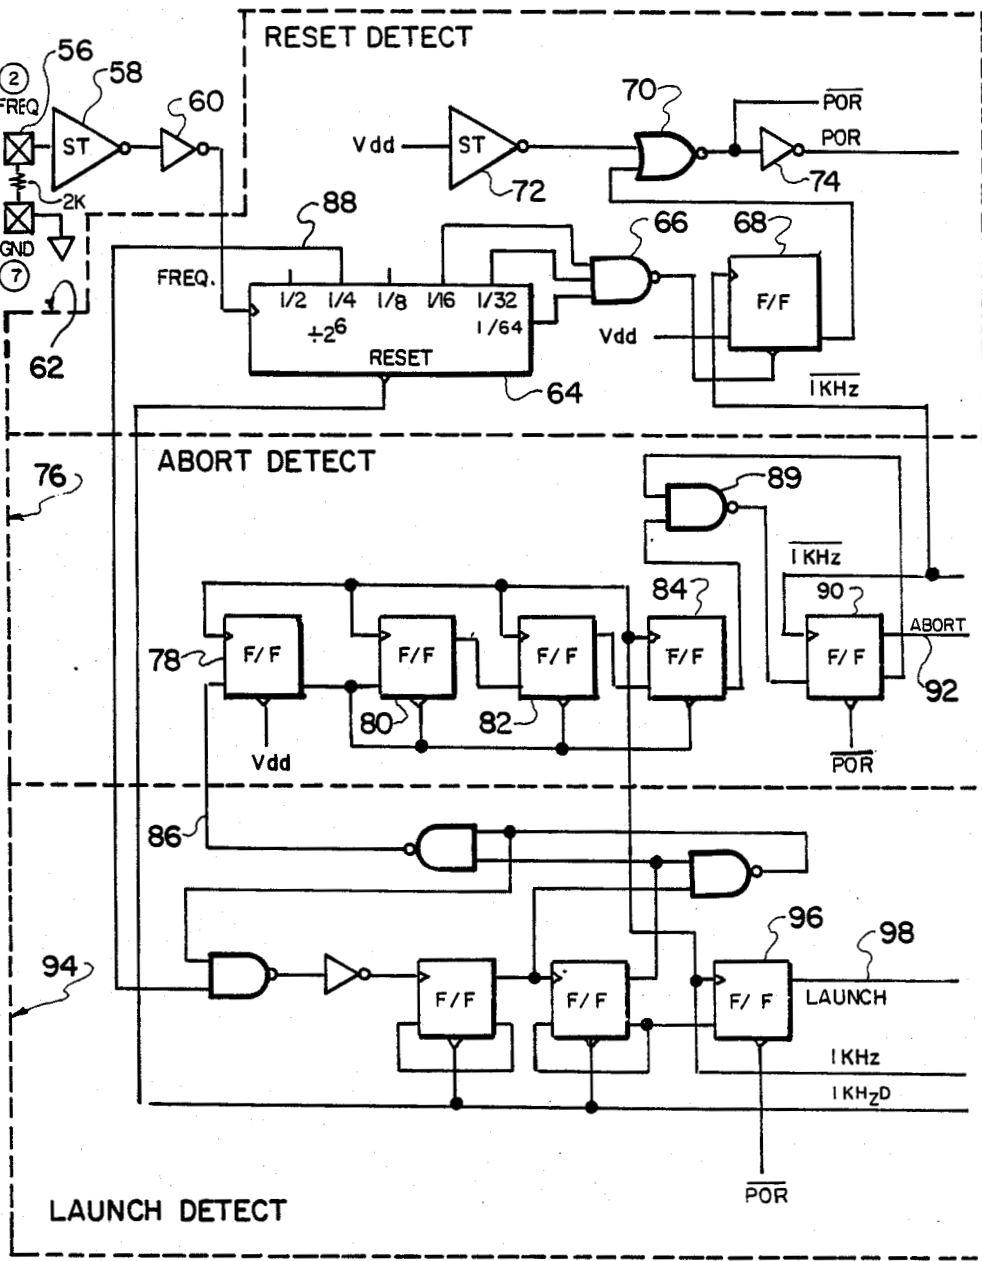 RESET DETECT
56
2
FREQ
58
ST
60
2K
GND
7
62
Vdd
ST
72
70
POR
POR
74
88
FREQ.
1/2 1/4 1/8 1/16 1/32
1/64
÷2⁶
RESET
64
66
68
F/F
Vdd
1KHz
76
ABORT DETECT
89
1KHz
78
F/F
Vdd
F/F
80
F/F
82
84
F/F
90
F/F
ABORT
92
POR
86
94
F/F
F/F
96
F/F
98
LAUNCH
1KHz
1KHzD
POR
LAUNCH DETECT